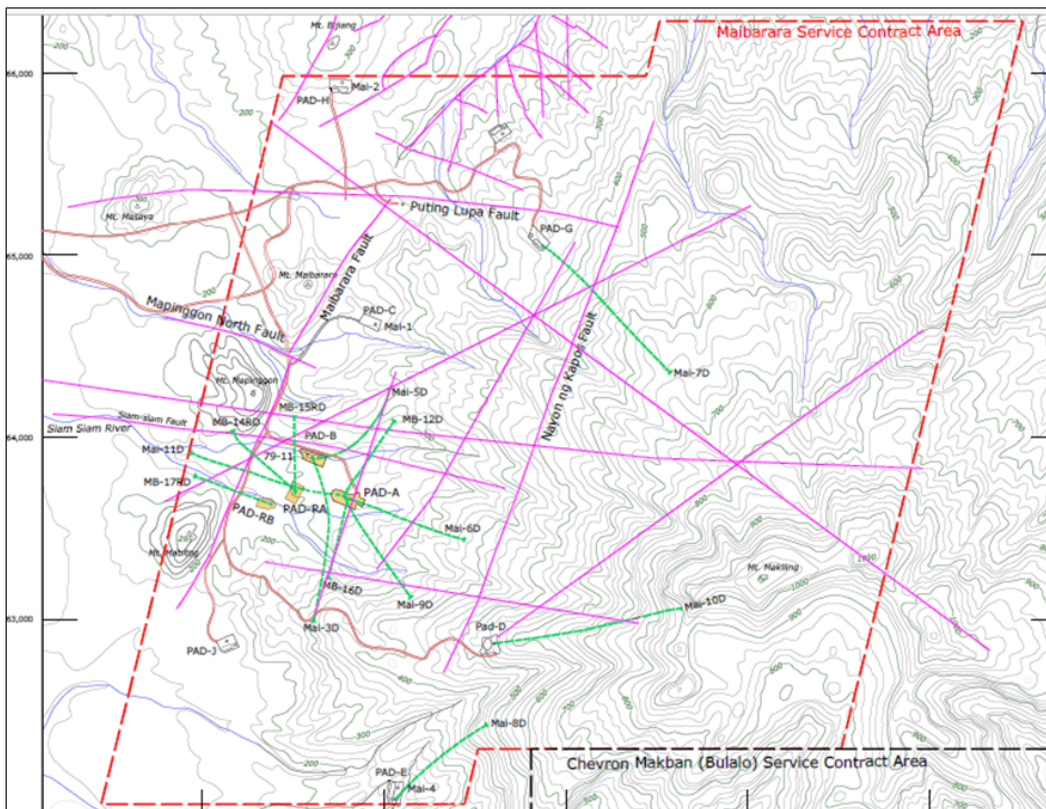 Mt. Bijiang
Maibarara Service Contract Area
66,000
PAD-H
Mai-2
Mt. Masaya
Puting Lupa Fault
PAD-G
65,000
Mt. Maibarara
Maibarara Fault
Mapinggon North Fault
PAD-C
Mai-1
Nayon ng Kapos Fault
Mai-7D
Mt. Mapinggon
Mai-5D
MB-15RD
MB-12D
Siam-siam Fault
MB-14RD
64,000
Siam Siam River
PAD-B
Mai-11D
79-11
MB-17RD
PAD-A
PAD-RA
PAD-RB
Mai-6D
Mt. Makiling
MB-16D
Mai-9D
Mai-10D
63,000
Mai-3D
Pad-D
PAD-J
Mai-8D
Chevron Makban (Bulalo) Service Contract Area
PAD-E
Mai-4